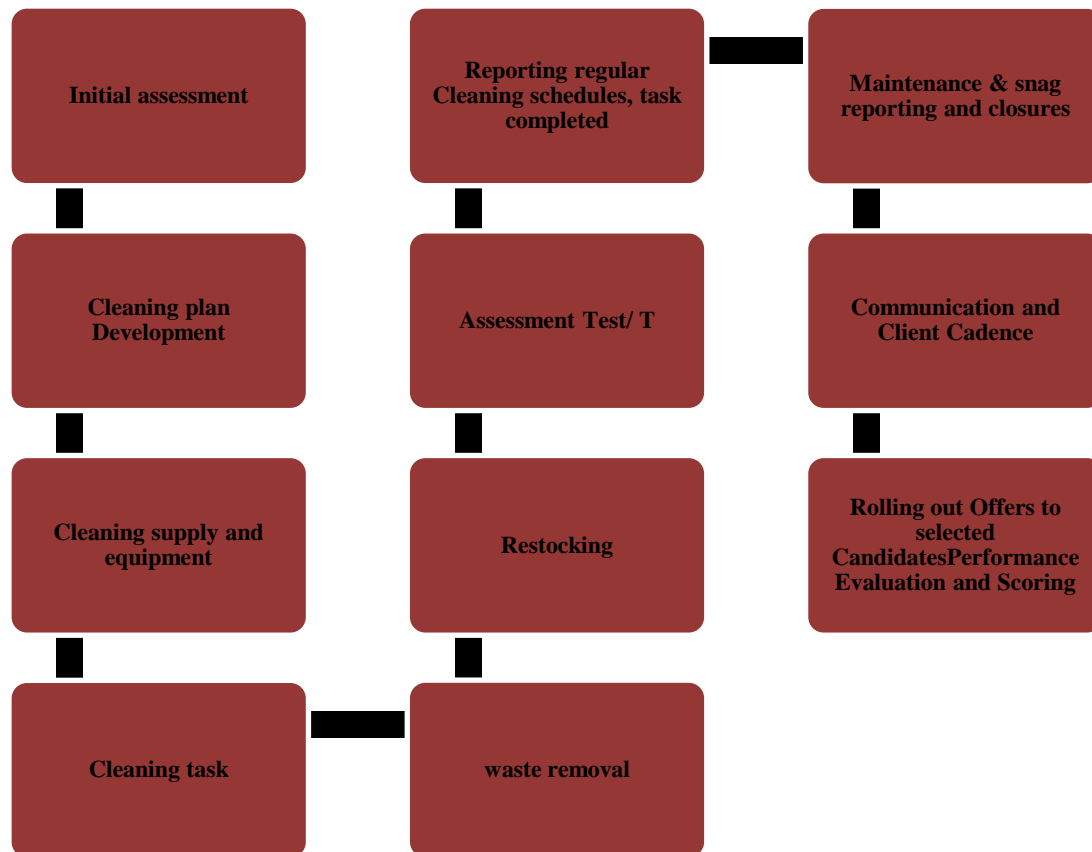 Initial assessment
Cleaning plan
Development
Cleaning supply and
equipment
Cleaning task
waste removal
Restocking
Assessment Test/ T
Reporting regular
Cleaning schedules, task
completed
Maintenance & snag
reporting and closures
Communication and
Client Cadence
Rolling out Offers to
selected
CandidatesPerformance
Evaluation and Scoring